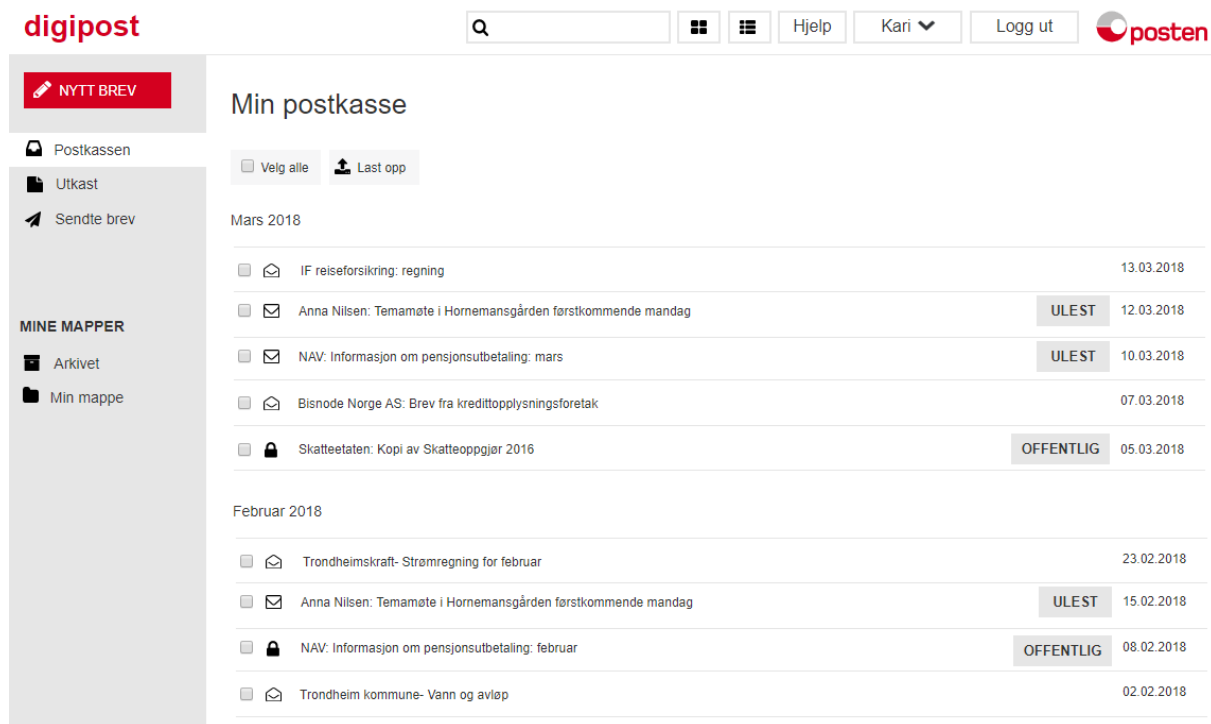 digipost
Hjelp
Kari
Logg ut
posten
NYTT BREV
Postkassen
Utkast
Sendte brev
MINE MAPPER
Arkivet
Min mappe
Min postkasse
Velg alle Last opp
Mars 2018
IF reiseforsikring: regning 13.03.2018
Anna Nilsen: Temamøte i Hornemansgården førstkommende mandag ULEST 12.03.2018
NAV: Informasjon om pensjonsutbetaling: mars ULEST 10.03.2018
Bisnode Norge AS: Brev fra kredittopplysningsforetak 07.03.2018
Skatteetaten: Kopi av Skatteoppgjør 2016 OFFENTLIG 05.03.2018
Februar 2018
Trondheimskraft- Strømregning for februar 23.02.2018
Anna Nilsen: Temamøte i Hornemansgården førstkommende mandag ULEST 15.02.2018
NAV: Informasjon om pensjonsutbetaling: februar OFFENTLIG 08.02.2018
Trondheim kommune- Vann og avløp 02.02.2018